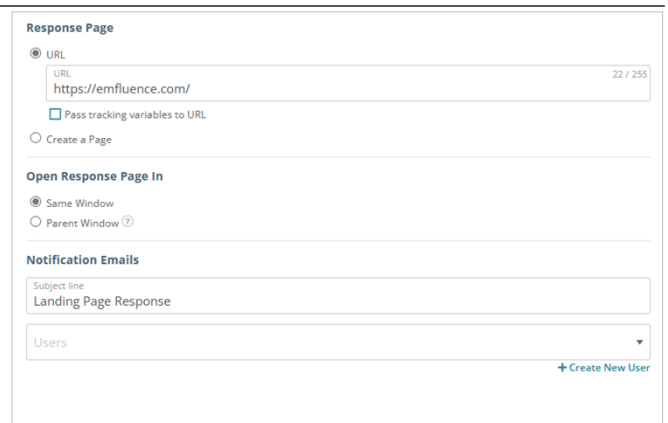 Response Page
URL
URL
22 / 255
https://emfluence.com/
Pass tracking variables to URL
Create a Page
Open Response Page In
Same Window
Parent Window ?
Notification Emails
Subject line
Landing Page Response
Users
+ Create New User